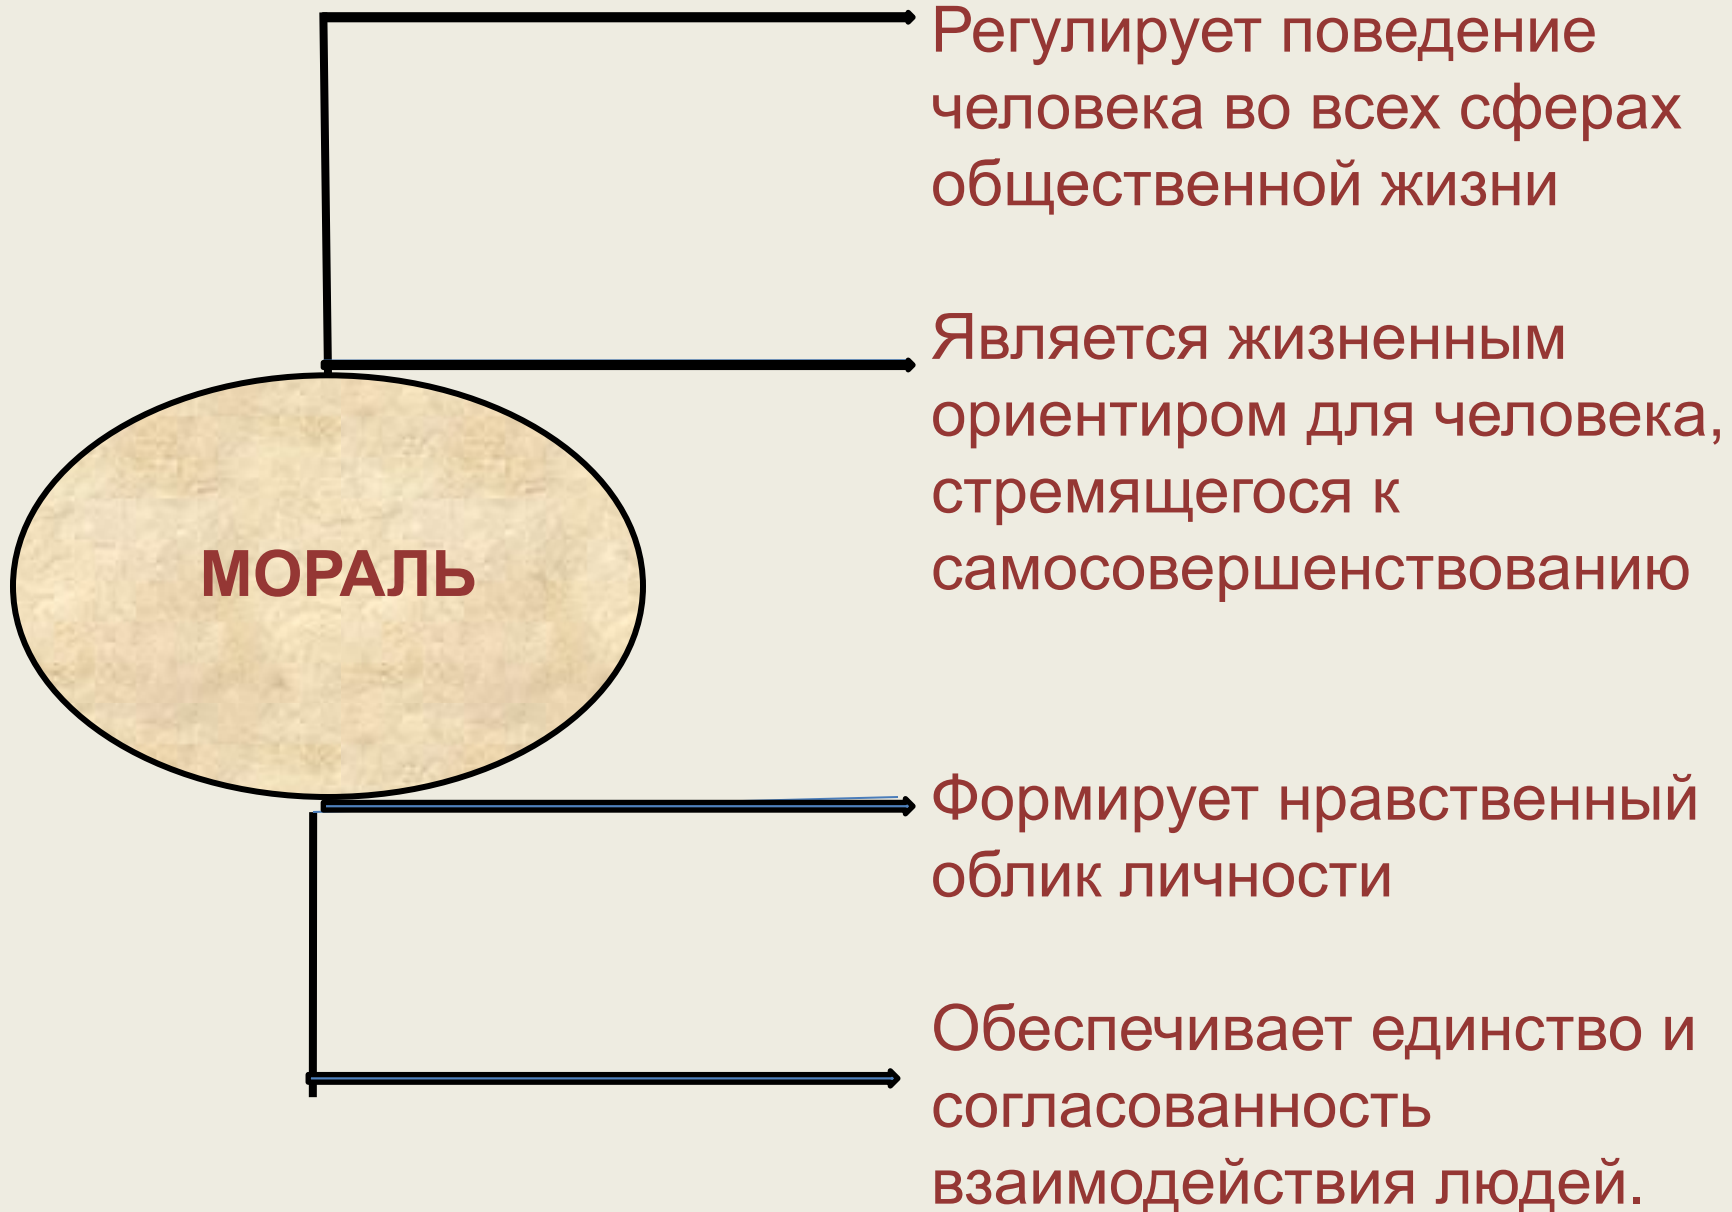 Регулирует поведение
человека во всех сферах
общественной жизни
Является жизненным
ориентиром для человека,
стремящегося к
самосовершенствованию
МОРАЛЬ
Формирует нравственный
облик личности
Обеспечивает единство и
согласованность
взаимодействия людей.